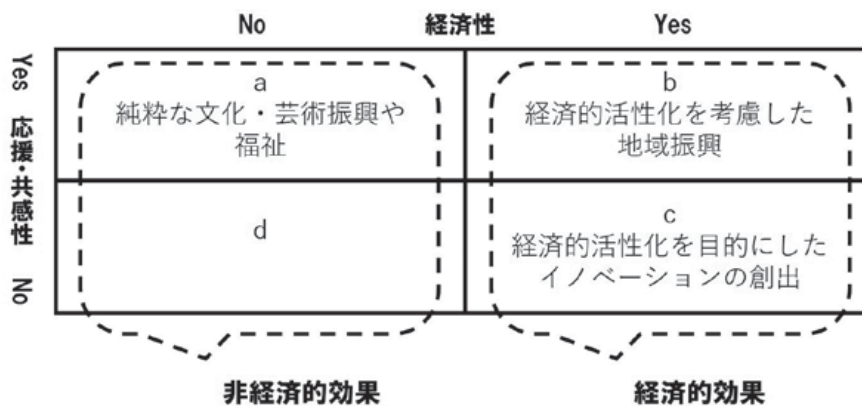 No 経済性 Yes
Yes 応援・共感性 No
a
純粋な文化・芸術振興や
福祉
b
経済的活性化を考慮した
地域振興
d
c
経済的活性化を目的にした
イノベーションの創出
非経済的効果
経済的効果